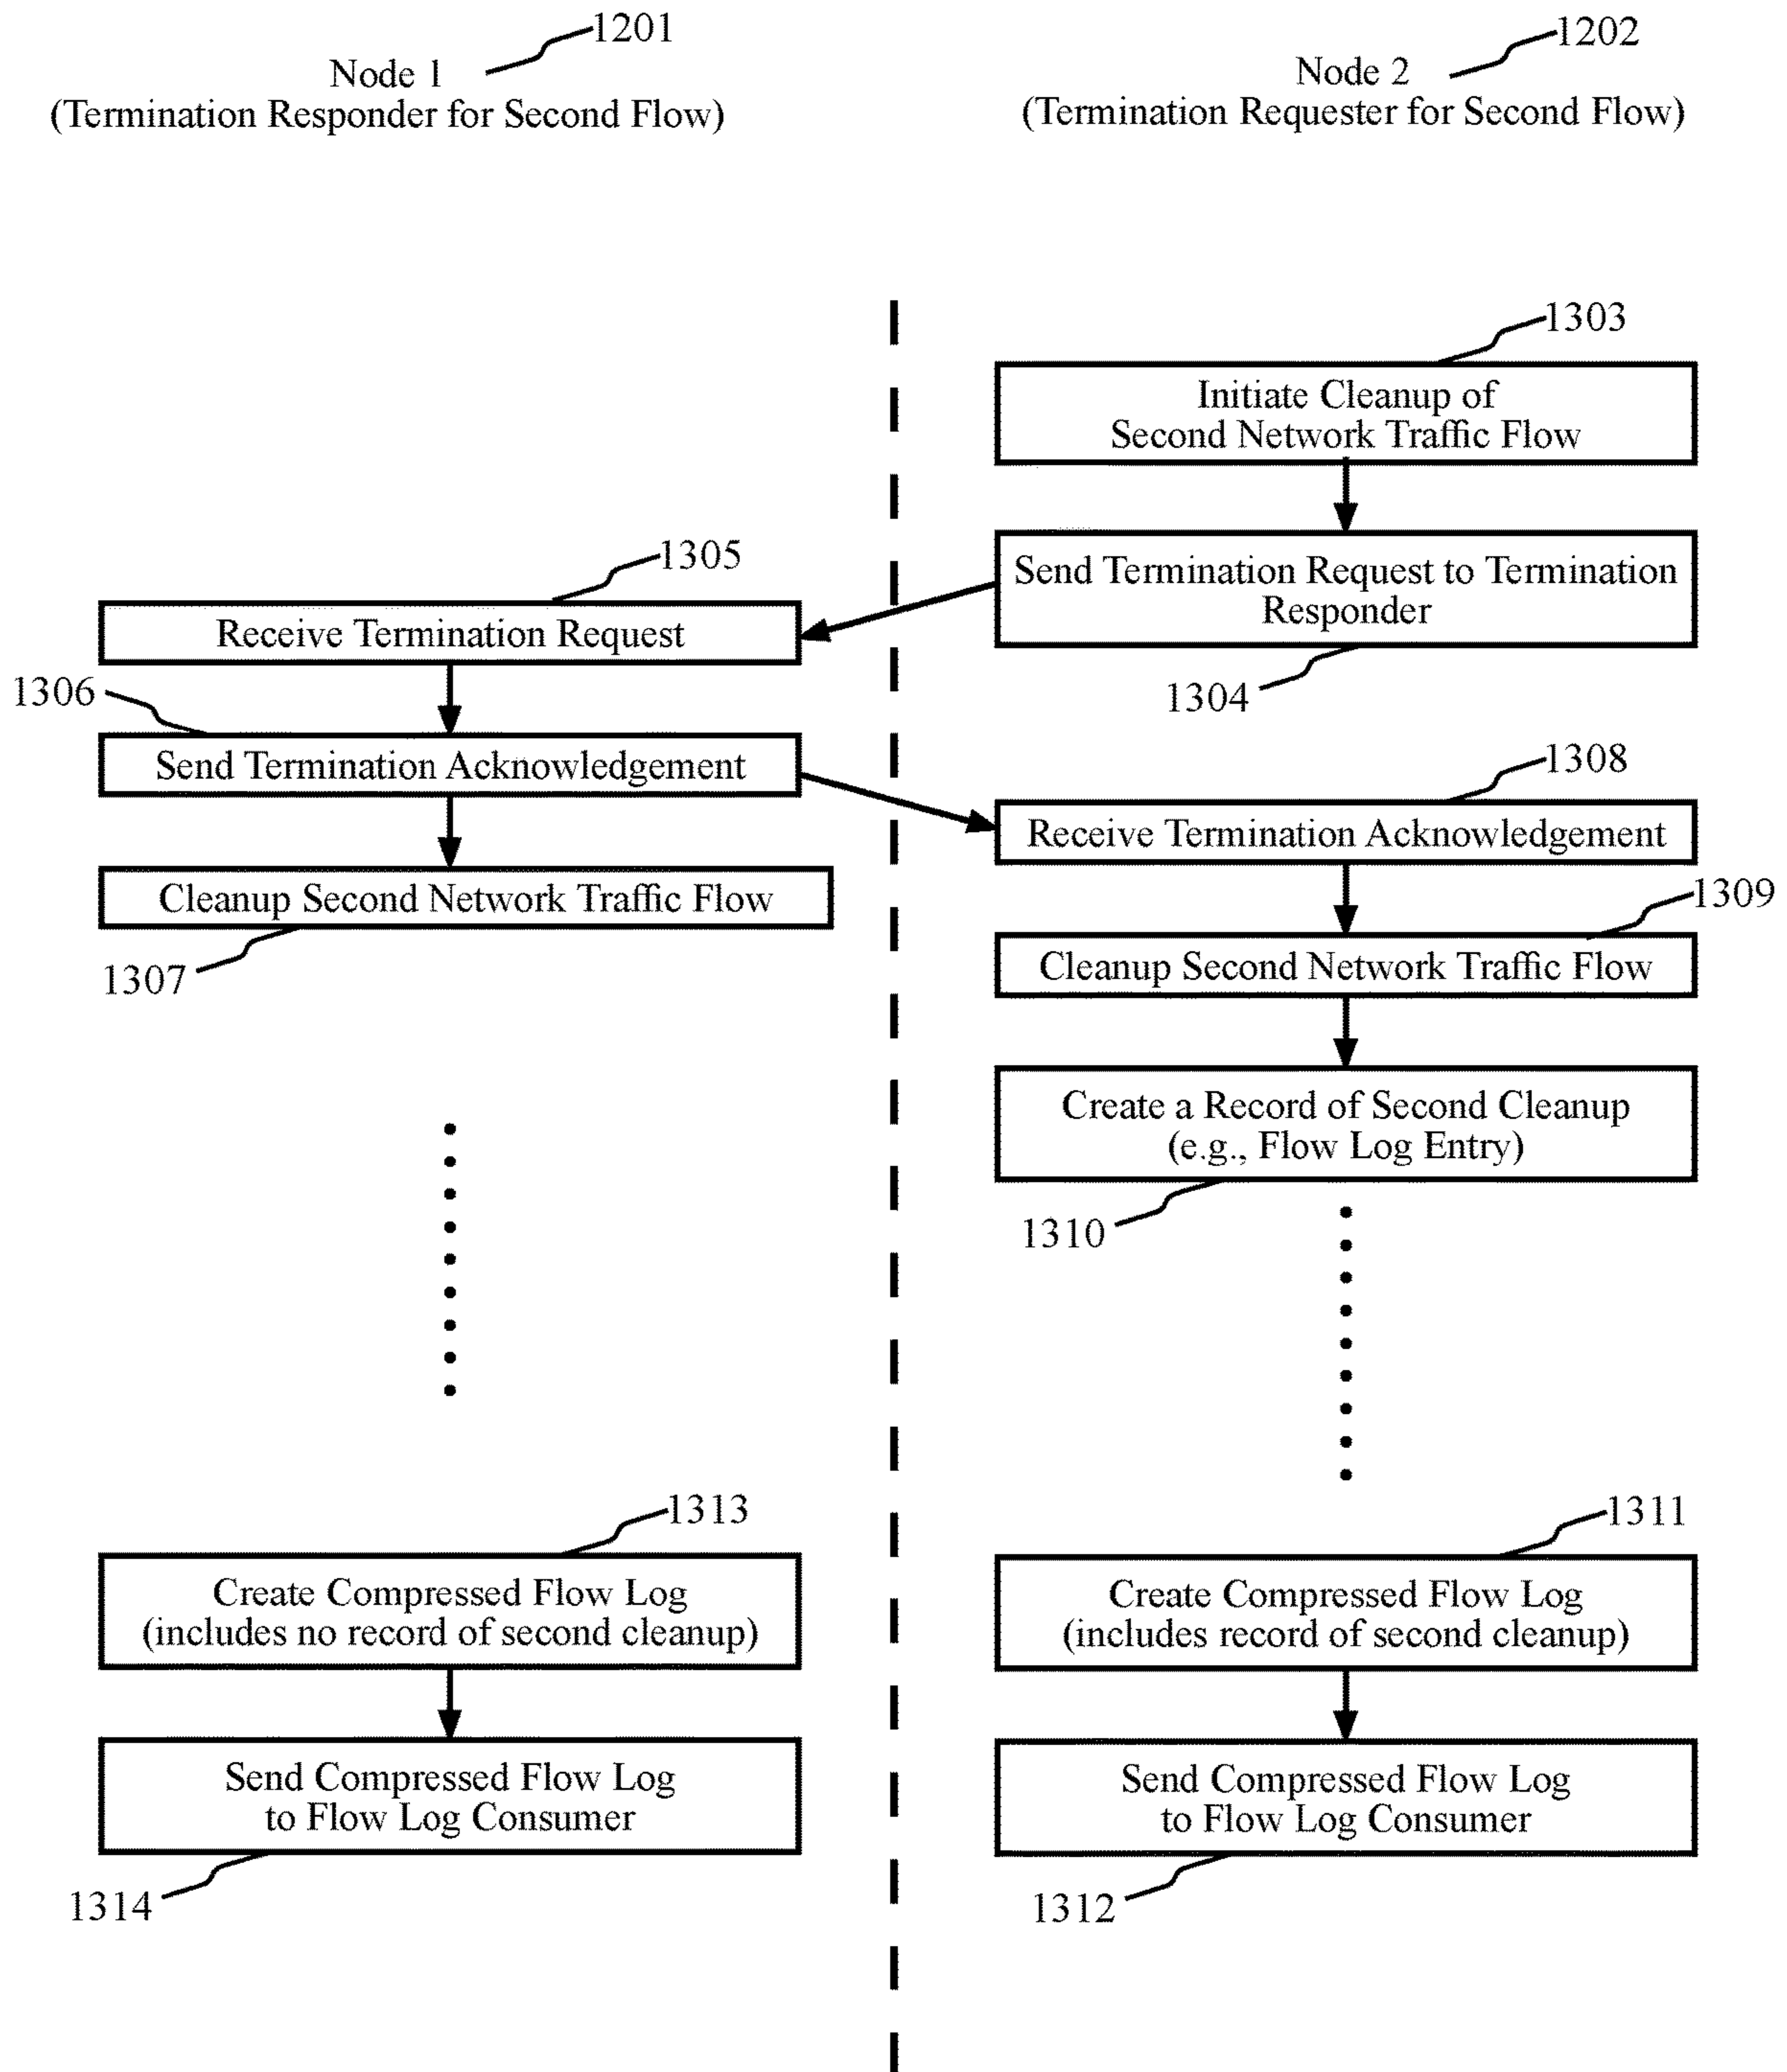 1201
Node 1
(Termination Responder for Second Flow)
1202
Node 2
(Termination Requester for Second Flow)
1303
Initiate Cleanup of
Second Network Traffic Flow
Send Termination Request to Termination
Responder
1304
1305
Receive Termination Request
1306
Send Termination Acknowledgement
1308
Receive Termination Acknowledgement
Cleanup Second Network Traffic Flow
1307
1309
Cleanup Second Network Traffic Flow
Create a Record of Second Cleanup
(e.g., Flow Log Entry)
1310
1313
Create Compressed Flow Log
(includes no record of second cleanup)
1311
Create Compressed Flow Log
(includes record of second cleanup)
Send Compressed Flow Log
to Flow Log Consumer
1314
Send Compressed Flow Log
to Flow Log Consumer
1312